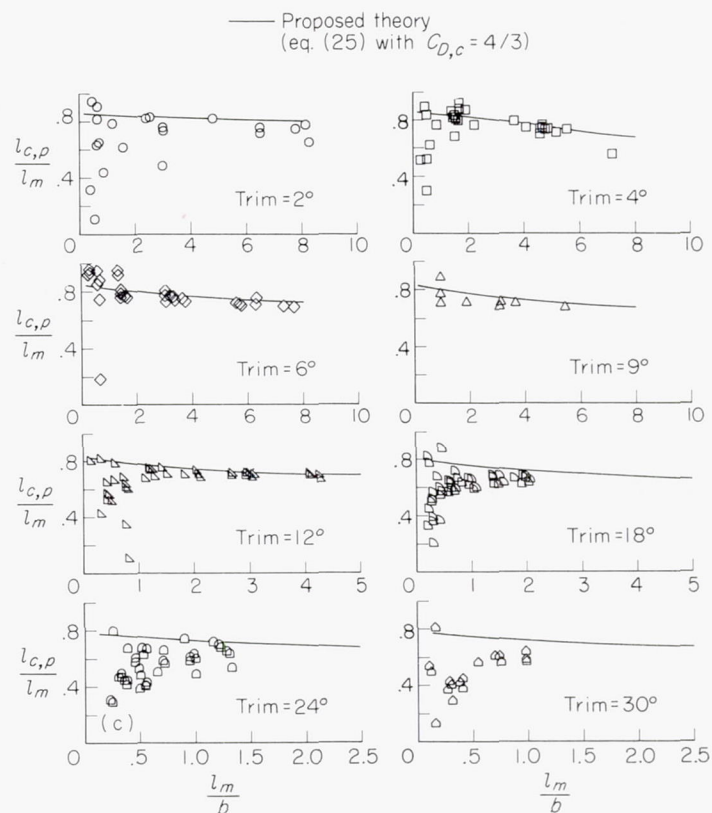 Proposed theory
(eq. (25) with C_{D,c} = 4/3)
l_{c,p}/l_m
.8
.4
0 2 4 6 8 10
Trim = 2°
.8
.4
0 2 4 6 8 10
Trim = 4°
l_{c,p}/l_m
.8
.4
0 2 4 6 8 10
Trim = 6°
.8
.4
0 2 4 6 8 10
Trim = 9°
l_{c,p}/l_m
.8
.4
0 1 2 3 4 5
Trim = 12°
.8
.4
0 1 2 3 4 5
Trim = 18°
l_{c,p}/l_m
.8
.4
(c)
Trim = 24°
0 .5 1.0 1.5 2.0 2.5
l_m/b
.8
.4
Trim = 30°
0 .5 1.0 1.5 2.0 2.5
l_m/b